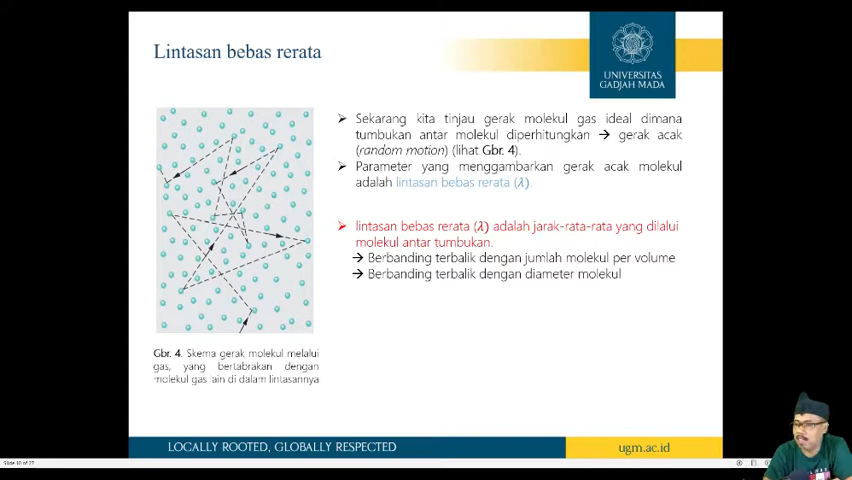 Lintasan bebas rerata
UNIVERSITAS
GADJAH MADA
➢ Sekarang kita tinjau gerak molekul gas ideal dimana
tumbukan antar molekul diperhitungkan → gerak acak
(random motion) (lihat Gbr. 4).
➢ Parameter yang menggambarkan gerak acak molekul
adalah lintasan bebas rerata (λ).
➢ lintasan bebas rerata (λ) adalah jarak-rata-rata yang dilalui
molekul antar tumbukan.
→ Berbanding terbalik dengan jumlah molekul per volume
→ Berbanding terbalik dengan diameter molekul
Gbr. 4. Skema gerak molekul melalui
gas, yang bertabrakan dengan
molekul gas lain di dalam lintasannya
LOCALLY ROOTED, GLOBALLY RESPECTED
ugm.ac.id
Slide 18 of 27